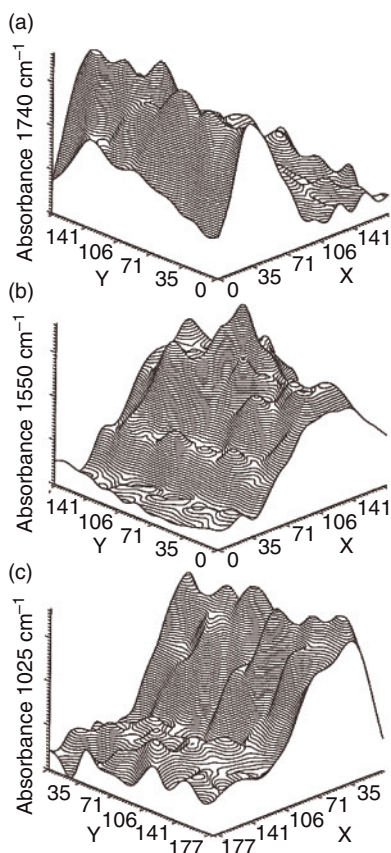 (a)
Absorbance 1740 cm⁻¹
141 106 71 35 0 0 35 71 106 141
Y X
(b)
Absorbance 1550 cm⁻¹
141 106 71 35 0 0 35 71 106 141
Y X
(c)
Absorbance 1025 cm⁻¹
35 71 106 141 177 177 141 106 71 35
Y X